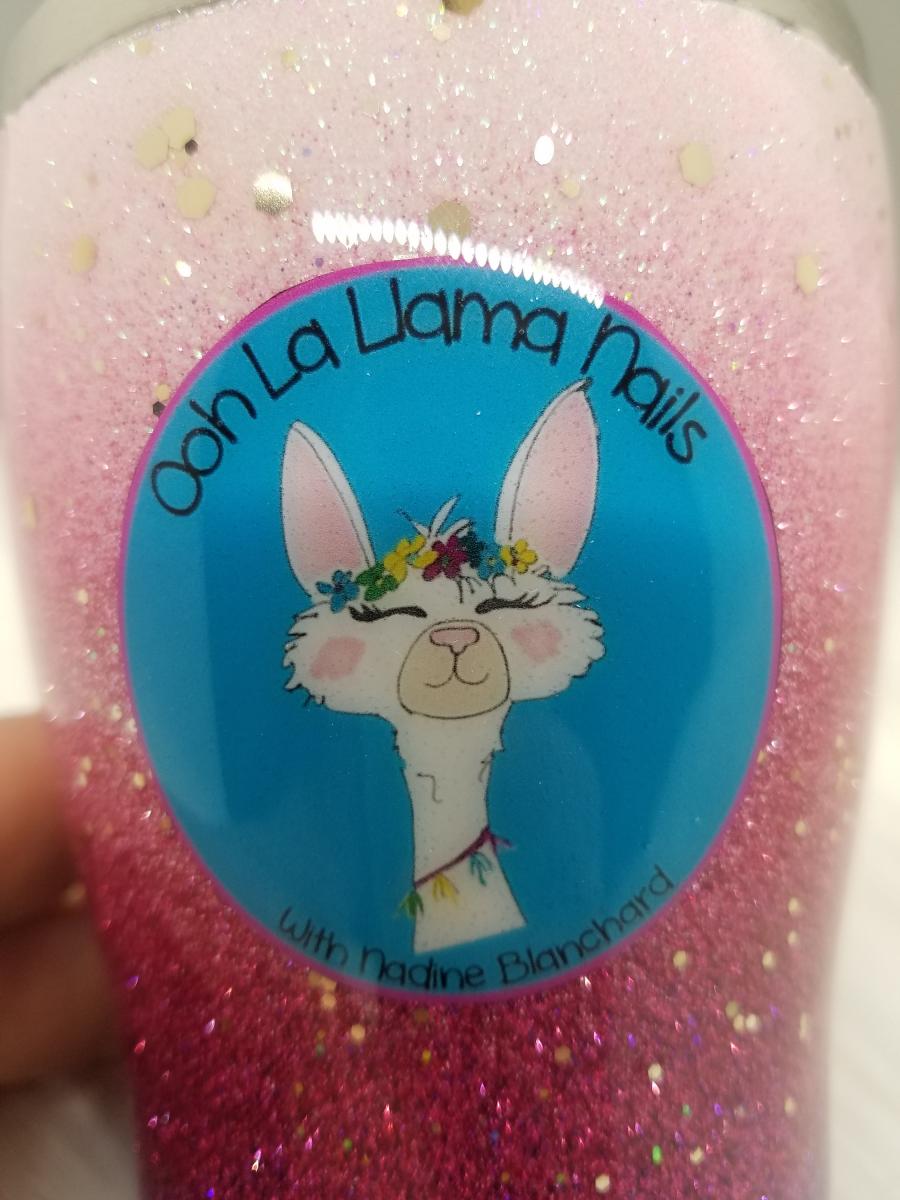 Ooh La Llama Nails
With Nadine Blanchard